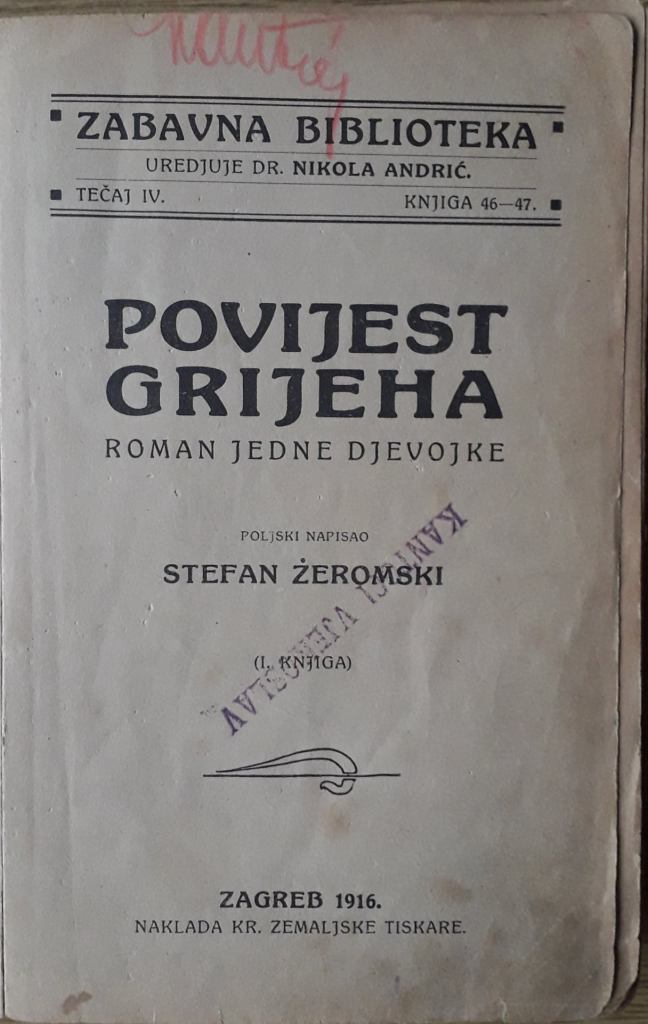 ZABAVNA BIBLIOTEKA
UREDJUJE DR. NIKOLA ANDRIĆ.
TEČAJ IV. KNJIGA 46—47.
POVIJEST
GRIJEHA
ROMAN JEDNE DJEVOJKE
POLJSKI NAPISAO
STEFAN ŻEROMSKI
(I. KNJIGA)
VJEROSLAV
ZAGREB 1916.
NAKLADA KR. ZEMALJSKE TISKARE.